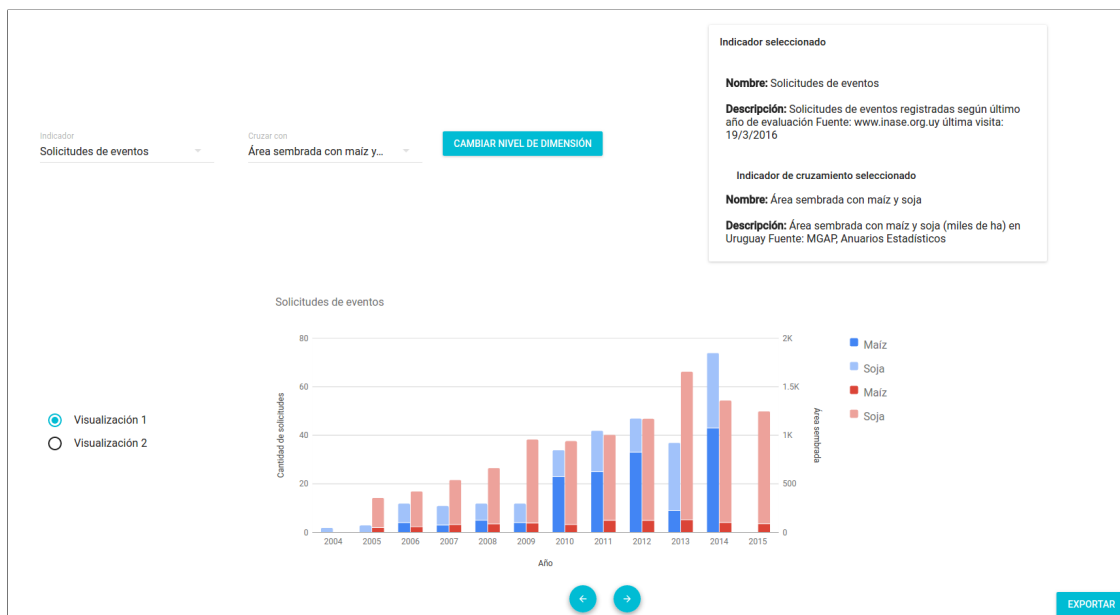 Indicador seleccionado
Nombre: Solicitudes de eventos
Descripción: Solicitudes de eventos registradas según último
año de evaluación Fuente: www.inase.org.uy última visita:
19/3/2016
Indicador de cruzamiento seleccionado
Nombre: Área sembrada con maíz y soja
Descripción: Área sembrada con maíz y soja (miles de ha) en
Uruguay Fuente: MGAP, Anuarios Estadísticos
Indicador
Solicitudes de eventos
Cruzar con
Área sembrada con maíz y...
CAMBIAR NIVEL DE DIMENSIÓN
Visualización 1
Visualización 2
Solicitudes de eventos
Cantidad de solicitudes
80
60
40
20
0
2K
1.5K
1K
500
0
Área sembrada
2004 2005 2006 2007 2008 2009 2010 2011 2012 2013 2014 2015
Año
Maíz
Soja
Maíz
Soja
EXPORTAR